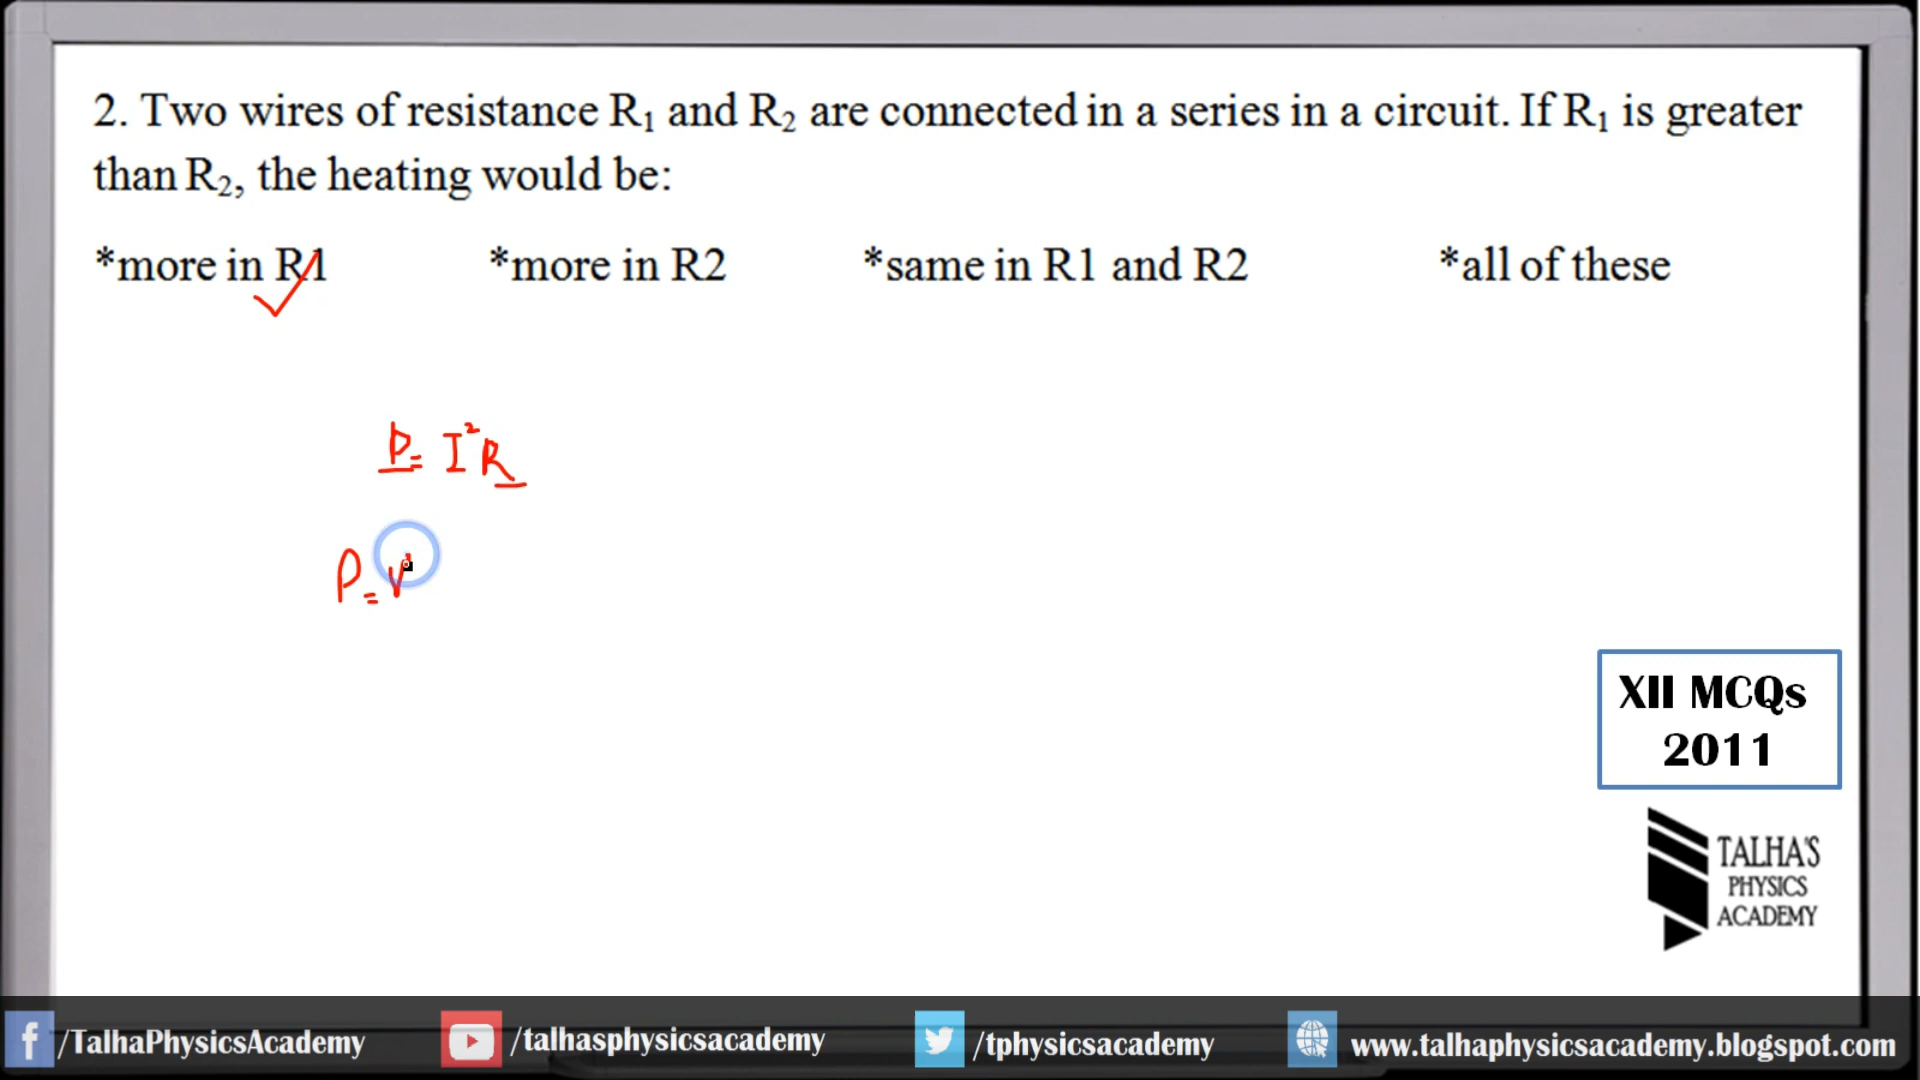 2. Two wires of resistance R₁ and R₂ are connected in a series in a circuit. If R₁ is greater
than R₂, the heating would be:
*more in R1 *more in R2 *same in R1 and R2 *all of these
P = I²R
P = V
XII MCQs
2011
TALHA'S
PHYSICS
ACADEMY
/TalhaPhysicsAcademy /talhasphysicsacademy /tphysicsacademy www.talhaphysicsacademy.blogspot.com